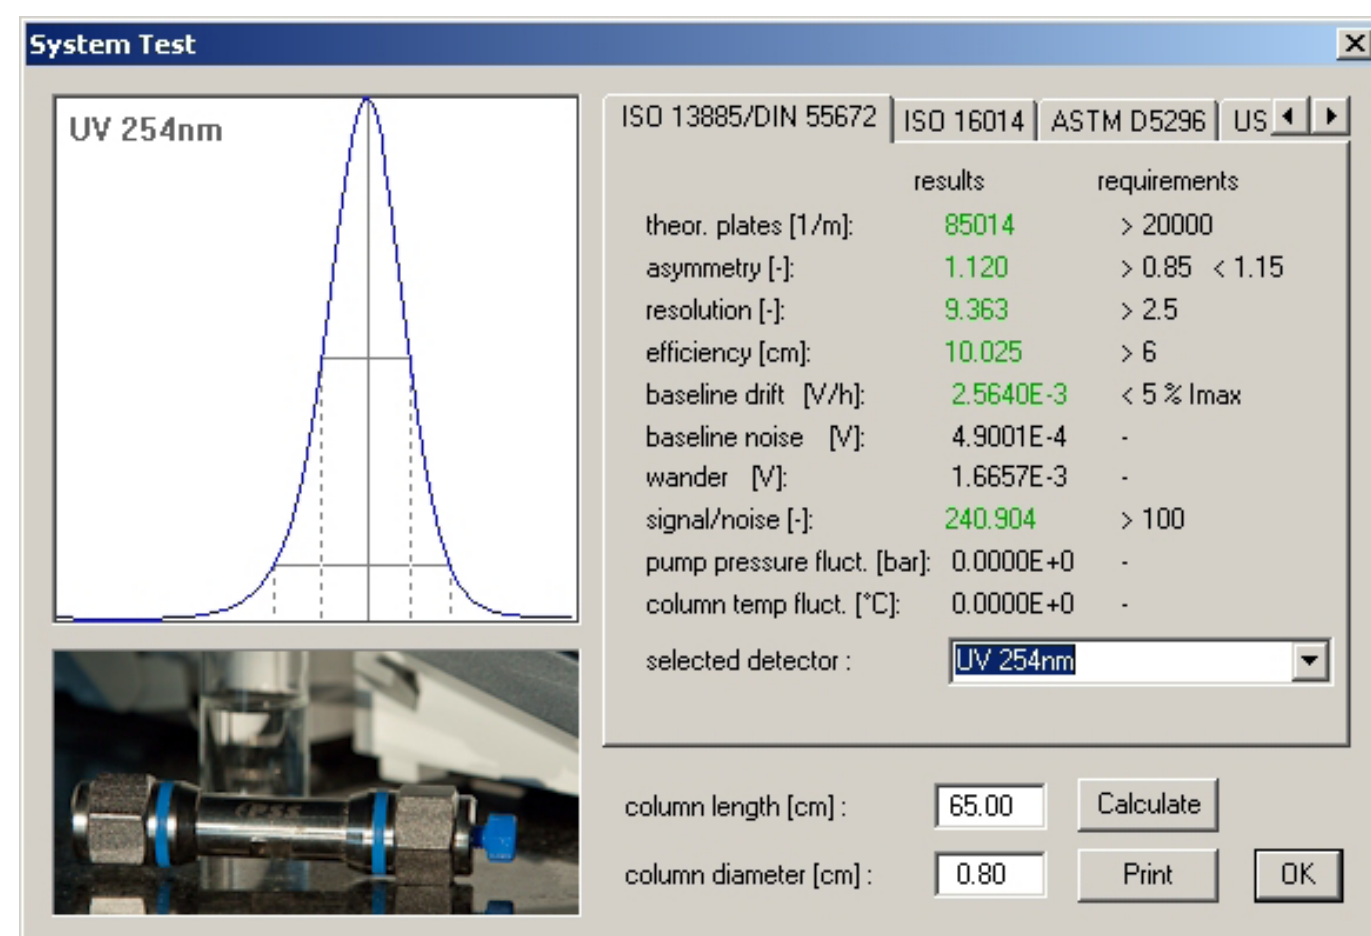 System Test
UV 254nm
ISO 13885/DIN 55672 ISO 16014 ASTM D5296 US
results requirements
theor. plates [1/m]: 85014 > 20000
asymmetry [-]: 1.120 > 0.85 < 1.15
resolution [-]: 9.363 > 2.5
efficiency [cm]: 10.025 > 6
baseline drift [V/h]: 2.5640E-3 < 5 % Imax
baseline noise [V]: 4.9001E-4 -
wander [V]: 1.6657E-3 -
signal/noise [-]: 240.904 > 100
pump pressure fluct. [bar]: 0.0000E+0 -
column temp fluct. [°C]: 0.0000E+0 -
selected detector : UV 254nm
PSS
column length [cm] : 65.00 Calculate
column diameter [cm] : 0.80 Print OK